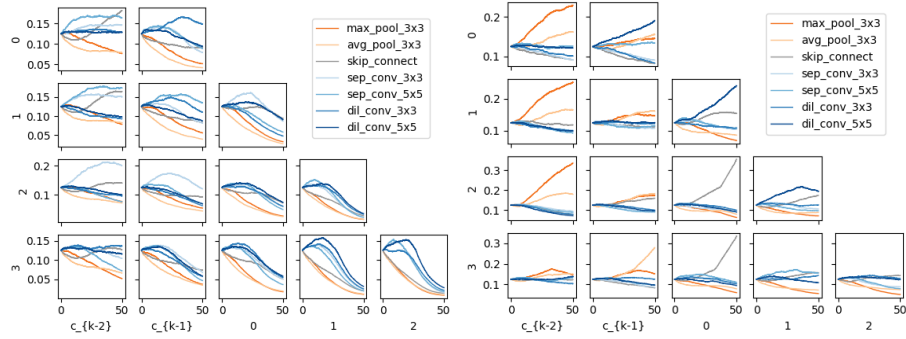 0.15
0.10
0.05
0
max_pool_3x3
avg_pool_3x3
skip_connect
sep_conv_3x3
sep_conv_5x5
dil_conv_3x3
dil_conv_5x5
0.15
0.10
0.05
1
0.2
0.1
2
0.15
0.10
0.05
3
0 50
0 50
0 50
0 50
0 50
c_{k-2}
c_{k-1}
0
1
2
0.2
0.1
0
max_pool_3x3
avg_pool_3x3
skip_connect
sep_conv_3x3
sep_conv_5x5
dil_conv_3x3
dil_conv_5x5
0.2
0.1
1
0.3
0.2
0.1
2
0.3
0.2
0.1
3
0 50
0 50
0 50
0 50
0 50
c_{k-2}
c_{k-1}
0
1
2